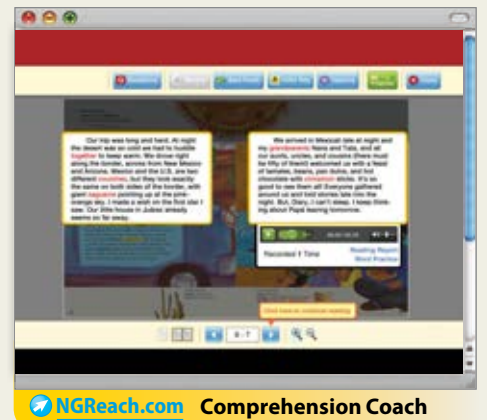 Our trip was long and hard. At night
the desert was so cold we had to huddle
together to keep warm. We drove right
along the border, across from New Mexico
and Arizona. Mexico and the U.S. are two
different countries, but they look exactly
the same on both sides of the border, with
giant saguaros pointing up at the pink-
orange sky. I made a wish on the first star I
saw. Our little house in Juárez already
seems so far away.
We arrived in Mexicali late at night and
my grandparents Nana and Tata, and all
our aunts, uncles, and cousins (there must
be fifty of them!) welcomed us with a feast
of tamales, beans, pan dulce, and hot
chocolate with cinnamon sticks. It's so
good to see them all! Everyone gathered
around us and told stories late into the
night. But, Diary, I can't sleep. I keep think-
ing about Papá leaving tomorrow.
Recorded 1 Time
Reading Report
Word Practice
Click here to continue reading
6 - 7
NGReach.com Comprehension Coach